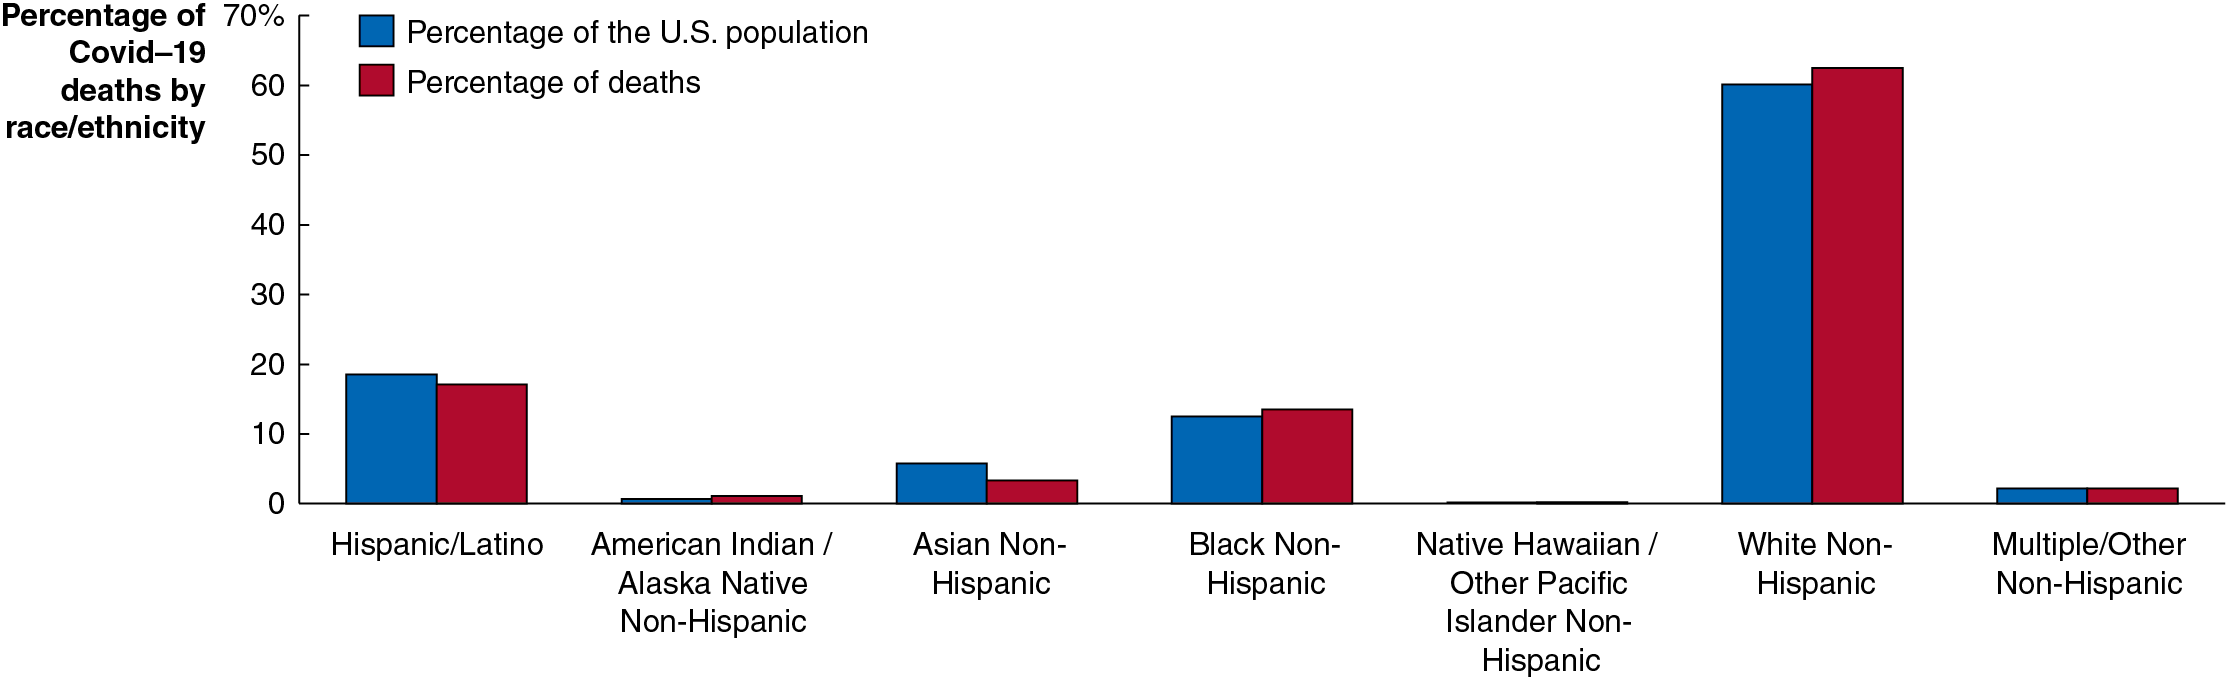 Percentage of
Covid–19
deaths by
race/ethnicity
70%
60
50
40
30
20
10
0
Percentage of the U.S. population
Percentage of deaths
Hispanic/Latino
American Indian /
Alaska Native
Non-Hispanic
Asian Non-
Hispanic
Black Non-
Hispanic
Native Hawaiian /
Other Pacific
Islander Non-
Hispanic
White Non-
Hispanic
Multiple/Other
Non-Hispanic